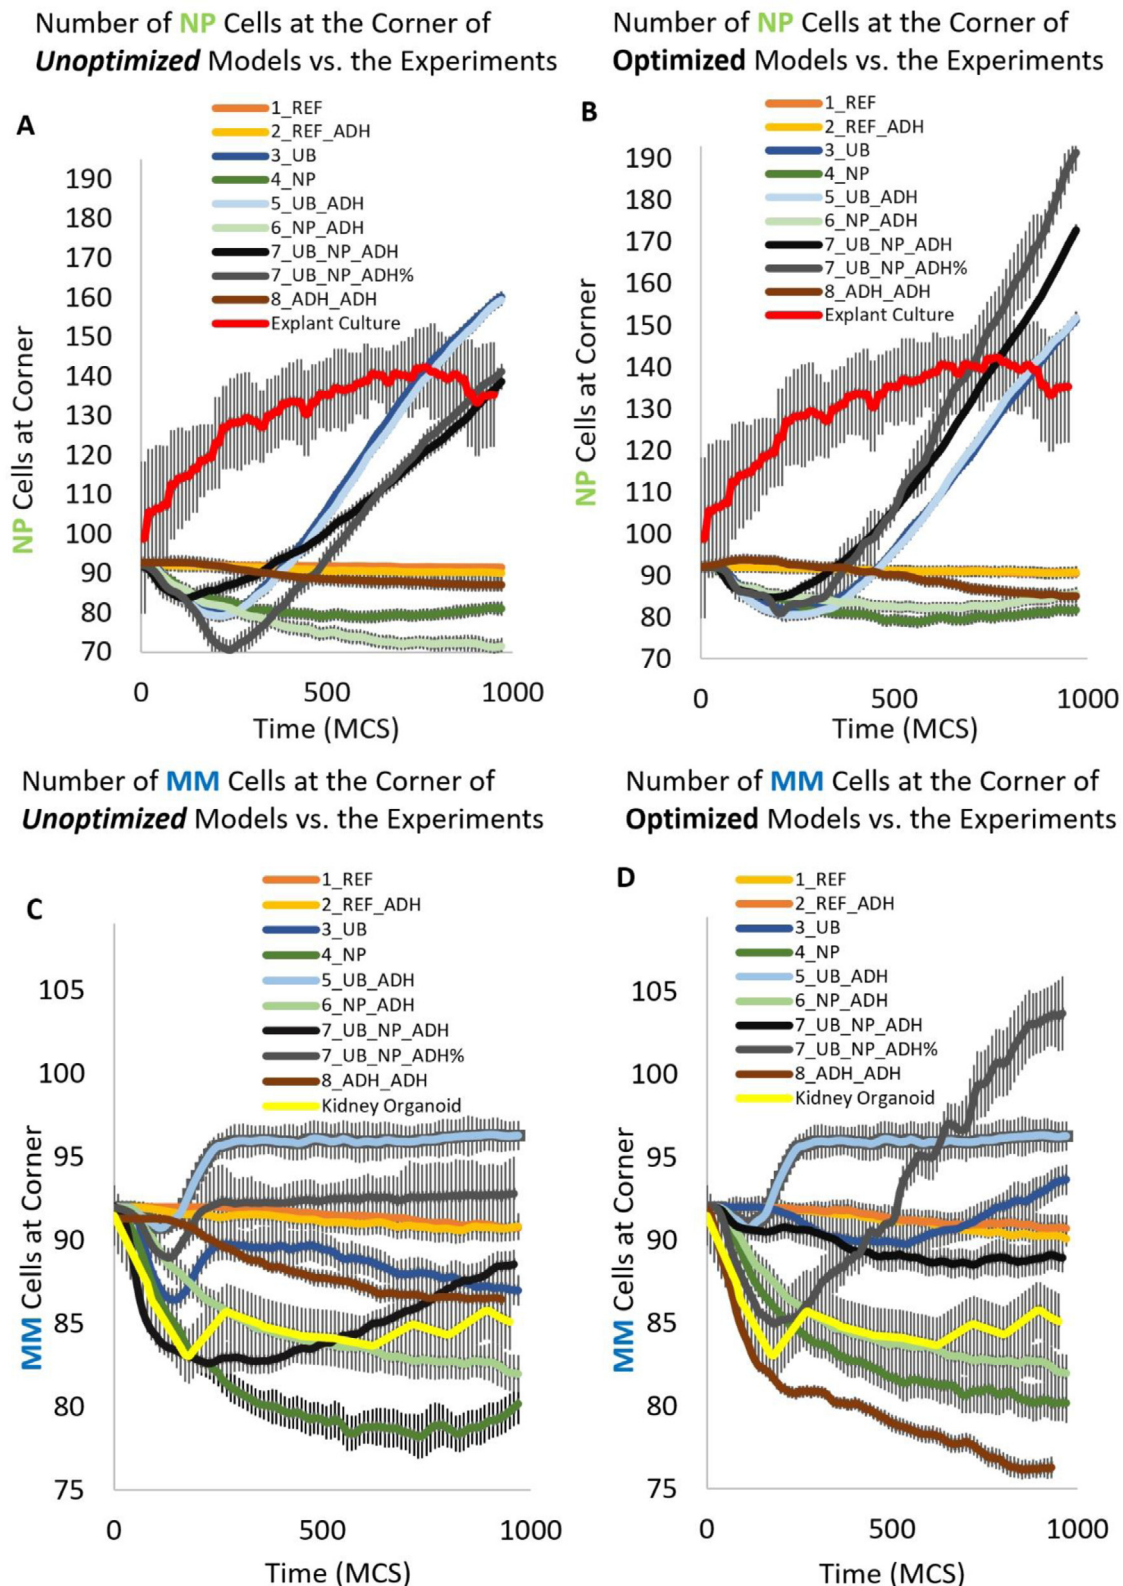 Number of NP Cells at the Corner of
Unoptimized Models vs. the Experiments
A
1_REF
2_REF_ADH
3_UB
4_NP
5_UB_ADH
6_NP_ADH
7_UB_NP_ADH
7_UB_NP_ADH%
8_ADH_ADH
Explant Culture
190
180
170
160
150
140
130
120
110
100
90
80
70
NP Cells at Corner
0
500
1000
Time (MCS)
Number of NP Cells at the Corner of
Optimized Models vs. the Experiments
B
1_REF
2_REF_ADH
3_UB
4_NP
5_UB_ADH
6_NP_ADH
7_UB_NP_ADH
7_UB_NP_ADH%
8_ADH_ADH
Explant Culture
190
180
170
160
150
140
130
120
110
100
90
80
70
NP Cells at Corner
0
500
1000
Time (MCS)
Number of MM Cells at the Corner of
Unoptimized Models vs. the Experiments
C
1_REF
2_REF_ADH
3_UB
4_NP
5_UB_ADH
6_NP_ADH
7_UB_NP_ADH
7_UB_NP_ADH%
8_ADH_ADH
Kidney Organoid
105
100
95
90
85
80
75
MM Cells at Corner
0
500
1000
Time (MCS)
Number of MM Cells at the Corner of
Optimized Models vs. the Experiments
D
1_REF
2_REF_ADH
3_UB
4_NP
5_UB_ADH
6_NP_ADH
7_UB_NP_ADH
7_UB_NP_ADH%
8_ADH_ADH
Kidney Organoid
105
100
95
90
85
80
75
MM Cells at Corner
0
500
1000
Time (MCS)